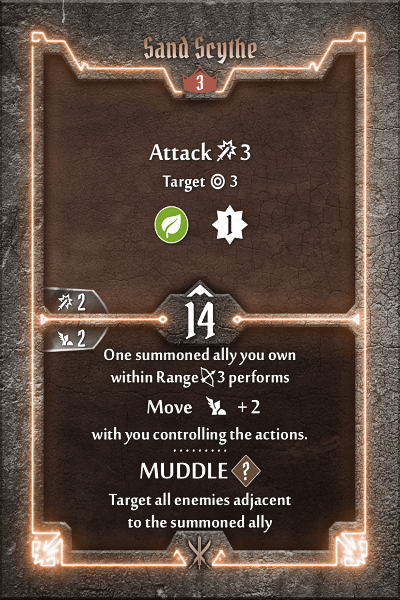 Sand Scythe
3
Attack 3
Target 3
1
2
14
2
One summoned ally you own
within Range 3 performs
Move +2
with you controlling the actions.
MUDDLE ?
Target all enemies adjacent
to the summoned ally